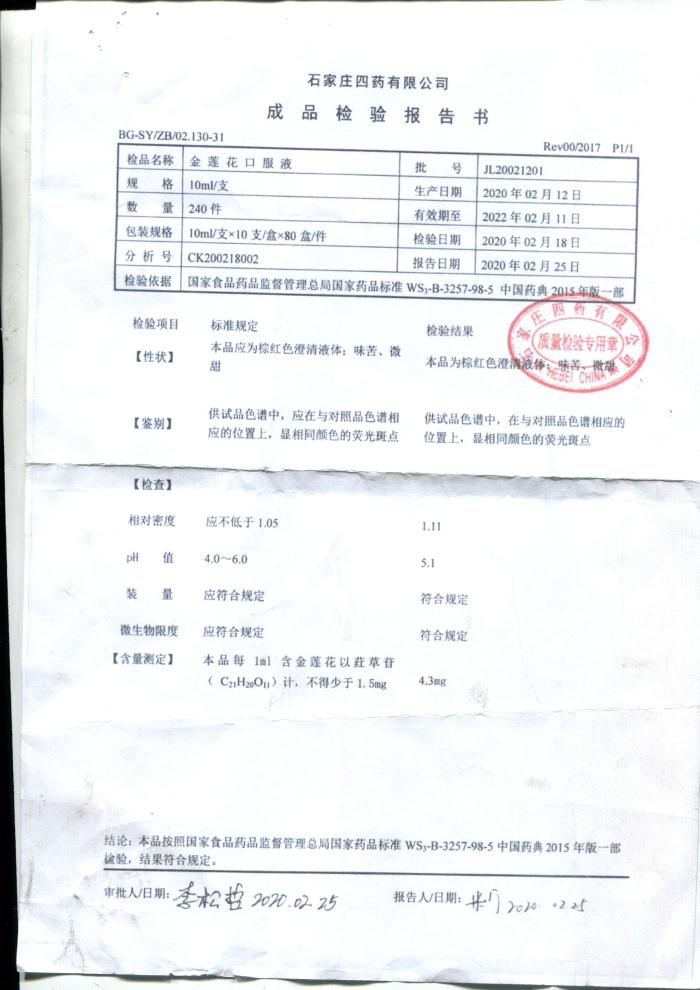 石家庄四药有限公司
成品检验报告书
BG-SY/ZB/02.130-31 Rev00/2017 P1/1
检品名称 金莲花口服液 批号 JL20021201
规格 10ml/支 生产日期 2020年02月12日
数量 240件 有效期至 2022年02月11日
包装规格 10ml/支×10支/盒×80盒/件 检验日期 2020年02月18日
分析号 CK200218002 报告日期 2020年02月25日
检验依据 国家食品药品监督管理总局国家药品标准 WS₃-B-3257-98-5 中国药典2015年版一部
家庄四药有限公司
质量检验专用章
HEBEI CHINA
检验项目 标准规定 检验结果
【性状】 本品应为棕红色澄清液体；味苦、微 本品为棕红色澄清液体；味苦、微甜
甜
【鉴别】 供试品色谱中，应在与对照品色谱相 供试品色谱中，在与对照品色谱相应的
应的位置上，显相同颜色的荧光斑点 位置上，显相同颜色的荧光斑点
【检查】
相对密度 应不低于1.05 1.11
pH 值 4.0～6.0 5.1
装量 应符合规定 符合规定
微生物限度 应符合规定 符合规定
【含量测定】 本品每1ml含金莲花以荭草苷
（C₂₁H₂₀O₁₁）计，不得少于1.5mg 4.3mg
结论：本品按照国家食品药品监督管理总局国家药品标准 WS₃-B-3257-98-5 中国药典2015年版一部
检验，结果符合规定。
审批人/日期：李松哲 2020.02.25 报告人/日期： 2020.02.25